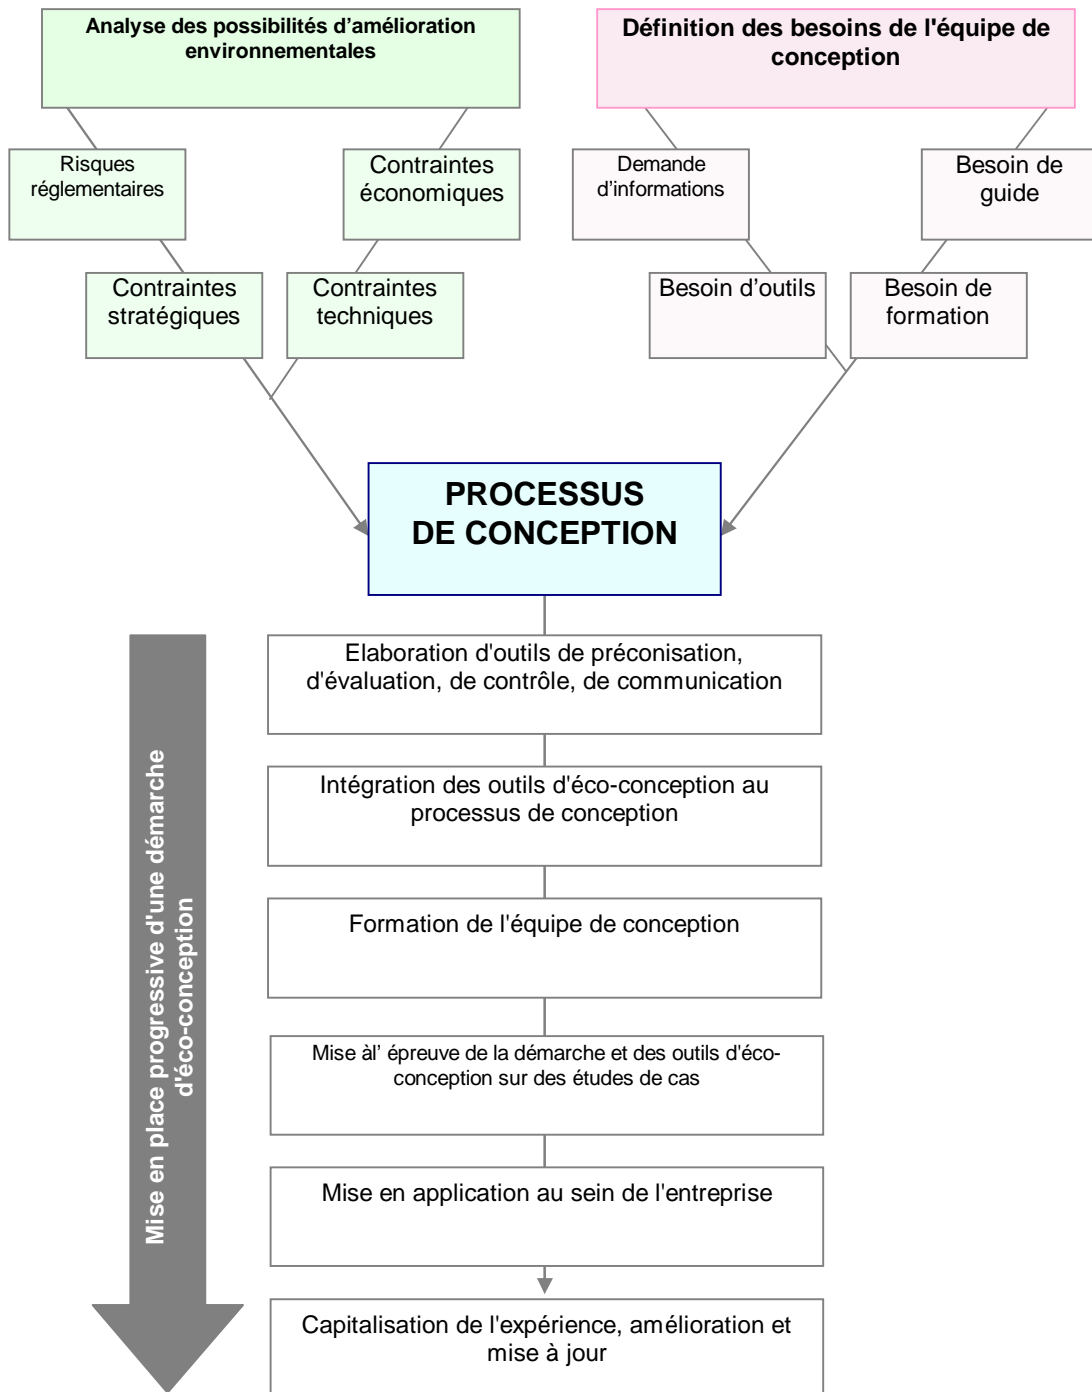 Analyse des possibilités d’amélioration
environnementales
Définition des besoins de l'équipe de
conception
Risques
réglementaires
Contraintes
économiques
Demande
d’informations
Besoin de
guide
Contraintes
stratégiques
Contraintes
techniques
Besoin d’outils
Besoin de
formation
PROCESSUS
DE CONCEPTION
Mise en place progressive d'une démarche
d'éco-conception
Elaboration d'outils de préconisation,
d'évaluation, de contrôle, de communication
Intégration des outils d'éco-conception au
processus de conception
Formation de l'équipe de conception
Mise àl’ épreuve de la démarche et des outils d'éco-
conception sur des études de cas
Mise en application au sein de l'entreprise
Capitalisation de l'expérience, amélioration et
mise à jour